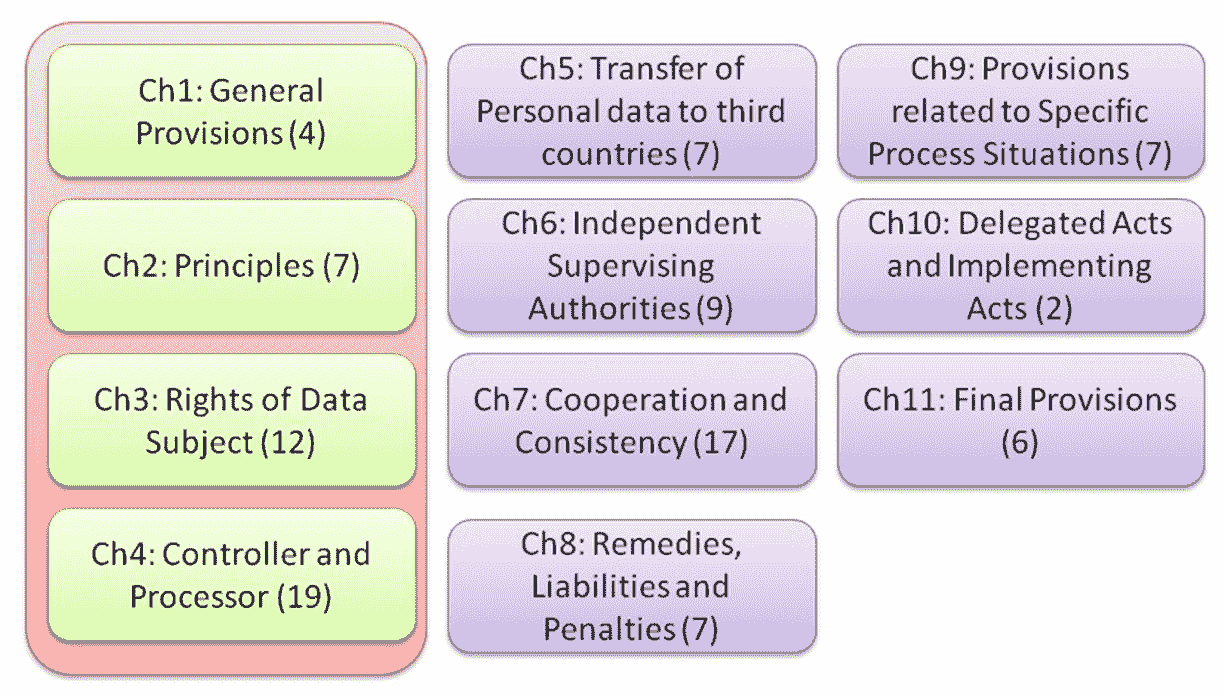 Ch1: General
Provisions (4)
Ch2: Principles (7)
Ch3: Rights of Data
Subject (12)
Ch4: Controller and
Processor (19)
Ch5: Transfer of
Personal data to third
countries (7)
Ch6: Independent
Supervising
Authorities (9)
Ch7: Cooperation and
Consistency (17)
Ch8: Remedies,
Liabilities and
Penalties (7)
Ch9: Provisions
related to Specific
Process Situations (7)
Ch10: Delegated Acts
and Implementing
Acts (2)
Ch11: Final Provisions
(6)